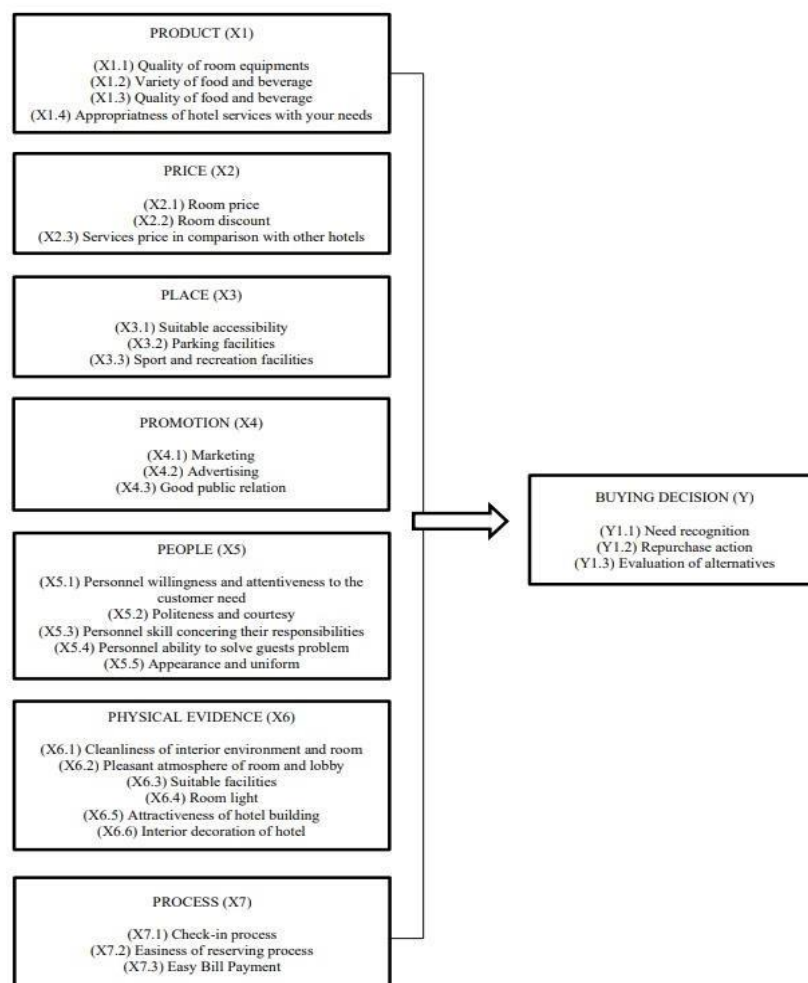 PRODUCT (X1)
(X1.1) Quality of room equipments
(X1.2) Variety of food and beverage
(X1.3) Quality of food and beverage
(X1.4) Appropriatness of hotel services with your needs
PRICE (X2)
(X2.1) Room price
(X2.2) Room discount
(X2.3) Services price in comparison with other hotels
PLACE (X3)
(X3.1) Suitable accessibility
(X3.2) Parking facilities
(X3.3) Sport and recreation facilities
PROMOTION (X4)
(X4.1) Marketing
(X4.2) Advertising
(X4.3) Good public relation
PEOPLE (X5)
(X5.1) Personnel willingness and attentiveness to the
customer need
(X5.2) Politeness and courtesy
(X5.3) Personnel skill concering their responsibilities
(X5.4) Personnel ability to solve guests problem
(X5.5) Appearance and uniform
PHYSICAL EVIDENCE (X6)
(X6.1) Cleanliness of interior environment and room
(X6.2) Pleasant atmosphere of room and lobby
(X6.3) Suitable facilities
(X6.4) Room light
(X6.5) Attractiveness of hotel building
(X6.6) Interior decoration of hotel
PROCESS (X7)
(X7.1) Check-in process
(X7.2) Easiness of reserving process
(X7.3) Easy Bill Payment
BUYING DECISION (Y)
(Y1.1) Need recognition
(Y1.2) Repurchase action
(Y1.3) Evaluation of alternatives